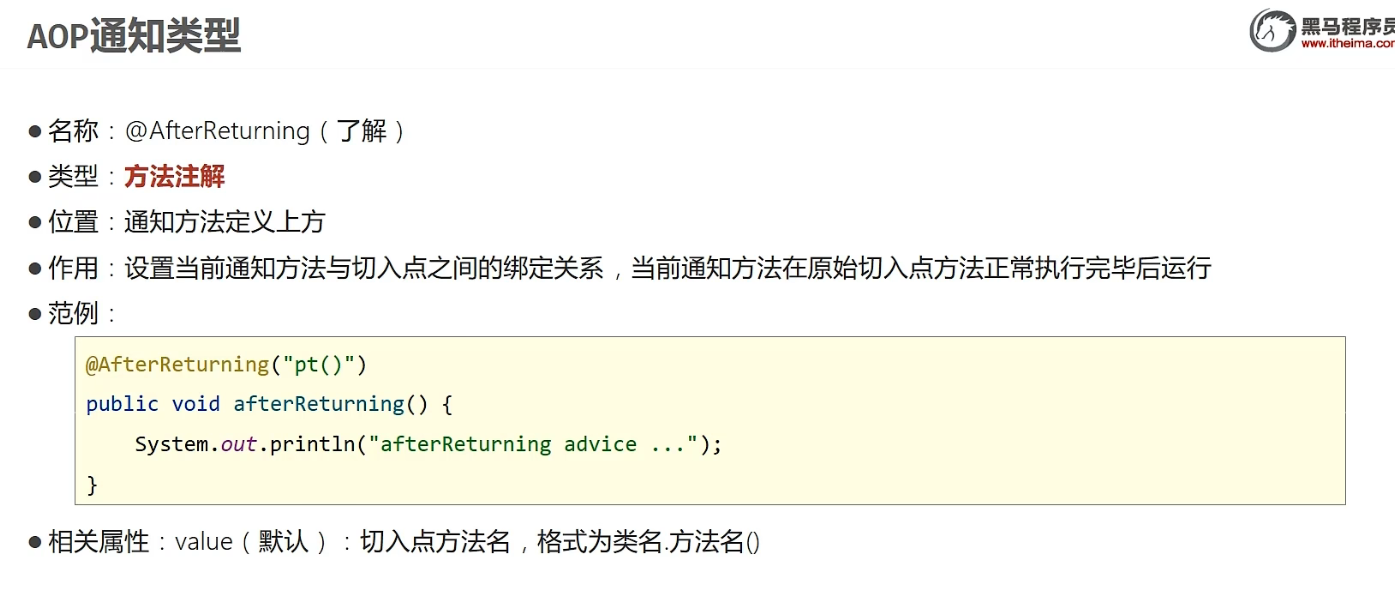 AOP通知类型
黑马程序员
www.itheima.com
● 名称：@AfterReturning（了解）
● 类型：方法注解
● 位置：通知方法定义上方
● 作用：设置当前通知方法与切入点之间的绑定关系，当前通知方法在原始切入点方法正常执行完毕后运行
● 范例：
@AfterReturning("pt()")
public void afterReturning() {
    System.out.println("afterReturning advice ...");
}
● 相关属性：value（默认）：切入点方法名，格式为类名.方法名()